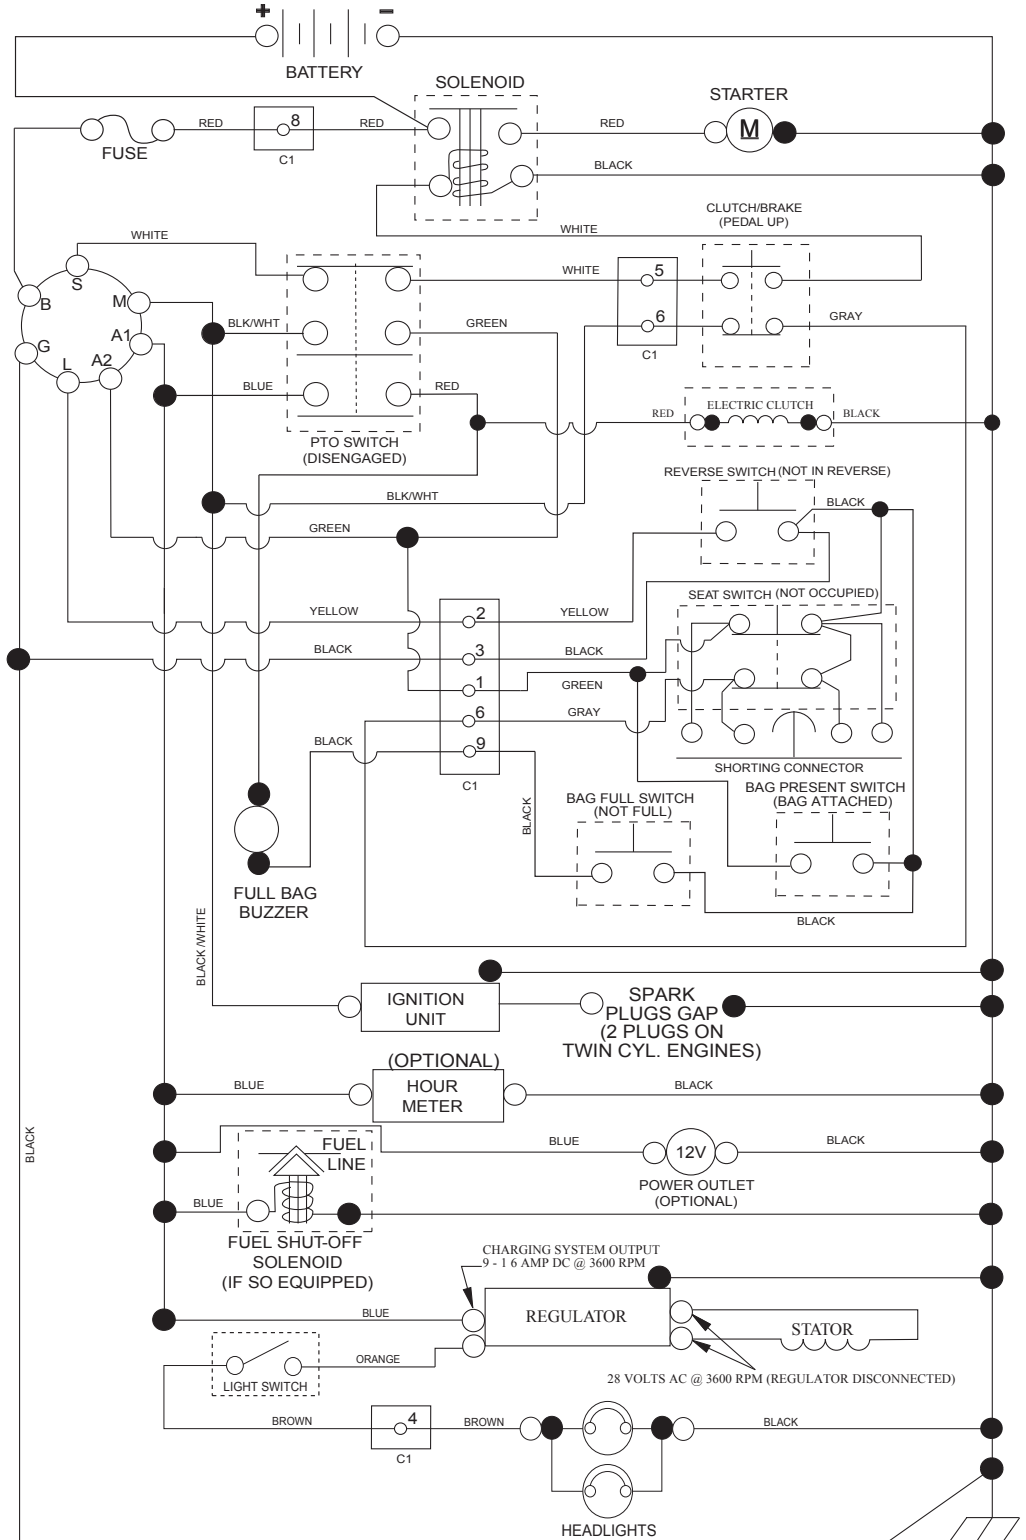 + −
BATTERY
SOLENOID
STARTER
RED 8 RED
RED
M
FUSE
C1
BLACK
CLUTCH/BRAKE
(PEDAL UP)
WHITE
WHITE
WHITE
5
S
B
M
BLK/WHT
GREEN
6
GRAY
A1
G
L
A2
C1
BLUE
RED
ELECTRIC CLUTCH
RED
BLACK
PTO SWITCH
(DISENGAGED)
REVERSE SWITCH (NOT IN REVERSE)
BLK/WHT
BLACK
GREEN
SEAT SWITCH (NOT OCCUPIED)
YELLOW
2
YELLOW
BLACK
3
BLACK
1
GREEN
6
GRAY
BLACK
9
SHORTING CONNECTOR
C1
BAG PRESENT SWITCH
(BAG ATTACHED)
BAG FULL SWITCH
(NOT FULL)
BLACK
FULL BAG
BUZZER
BLACK
BLACK /WHITE
IGNITION
UNIT
SPARK
PLUGS GAP
(2 PLUGS ON
TWIN CYL. ENGINES)
(OPTIONAL)
HOUR
METER
BLUE
BLACK
BLACK
FUEL
LINE
BLUE
12V
BLACK
POWER OUTLET
(OPTIONAL)
BLUE
FUEL SHUT-OFF
SOLENOID
(IF SO EQUIPPED)
CHARGING SYSTEM OUTPUT
9 - 1 6 AMP DC @ 3600 RPM
BLUE
REGULATOR
STATOR
ORANGE
LIGHT SWITCH
28 VOLTS AC @ 3600 RPM (REGULATOR DISCONNECTED)
BROWN
4
BROWN
BLACK
C1
HEADLIGHTS